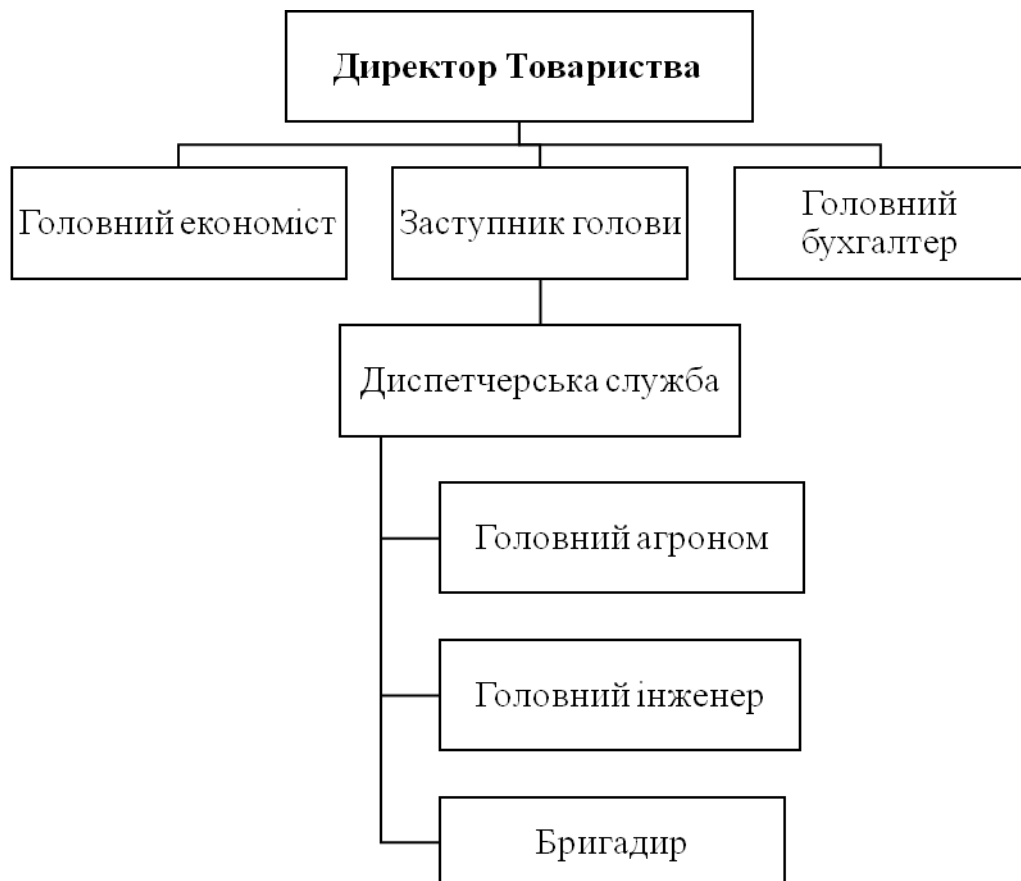 Директор Товариства
Головний економіст
Заступник голови
Головний
бухгалтер
Диспетчерська служба
Головний агроном
Головний інженер
Бригадир